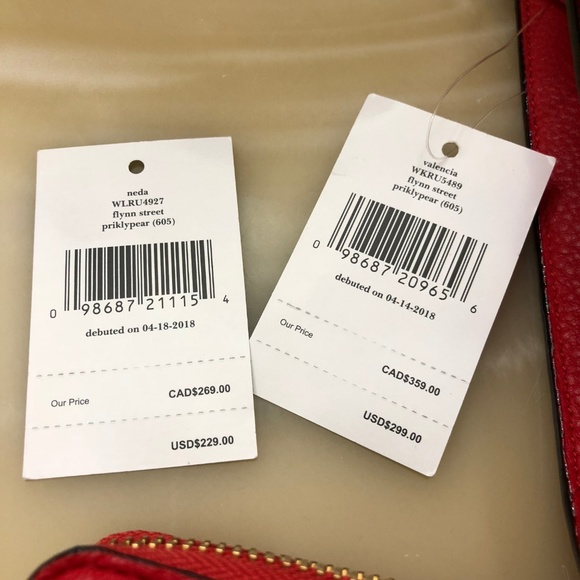 neda
WLRU4927
flynn street
priklypear (605)
0 98687 21115 4
debuted on 04-18-2018
Our Price
CAD$269.00
USD$229.00
valencia
WKRU5489
flynn street
priklypear (605)
0 98687 20965 6
debuted on 04-14-2018
Our Price
CAD$359.00
USD$299.00